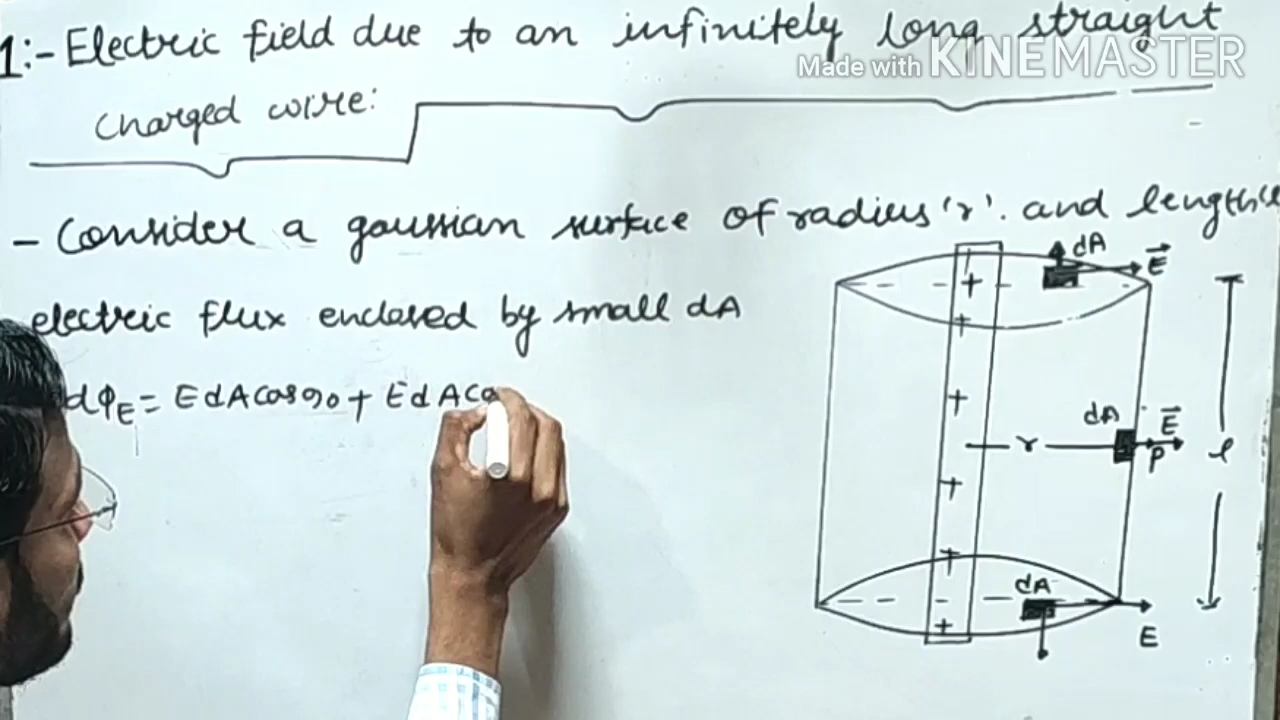 1:- Electric field due to an infinitely long straight
Made with KINEMASTER
charged wire:
- Consider a gaussian surface of radius 'r'. and length 'l
electric flux enclosed by small dA
dϕE = EdAcos90 + EdACo
dA
E
+
+
+
+
+
+
dA
E
r
P
l
dA
E